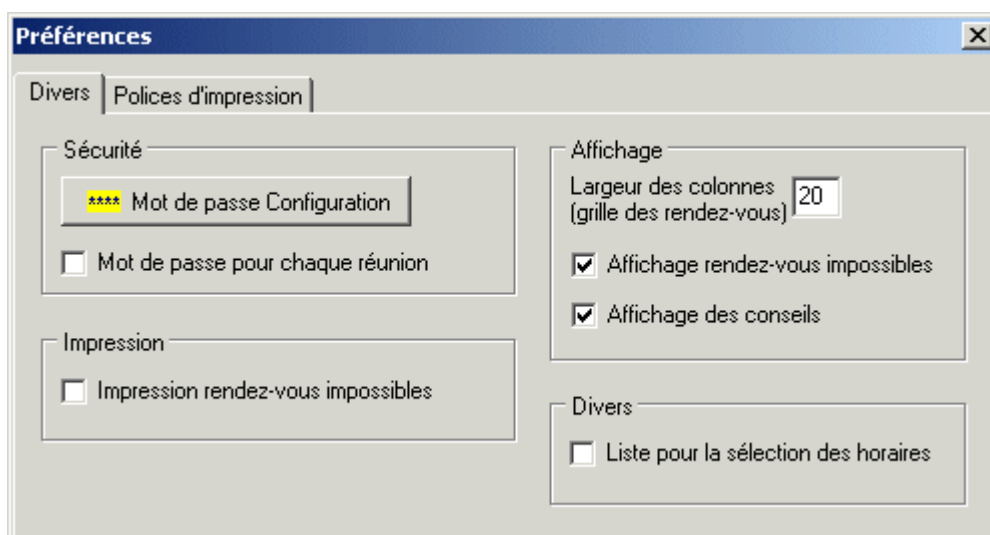 Préférences
Divers
Polices d'impression
Sécurité
**** Mot de passe Configuration
Mot de passe pour chaque réunion
Impression
Impression rendez-vous impossibles
Affichage
Largeur des colonnes
(grille des rendez-vous) 20
Affichage rendez-vous impossibles
Affichage des conseils
Divers
Liste pour la sélection des horaires